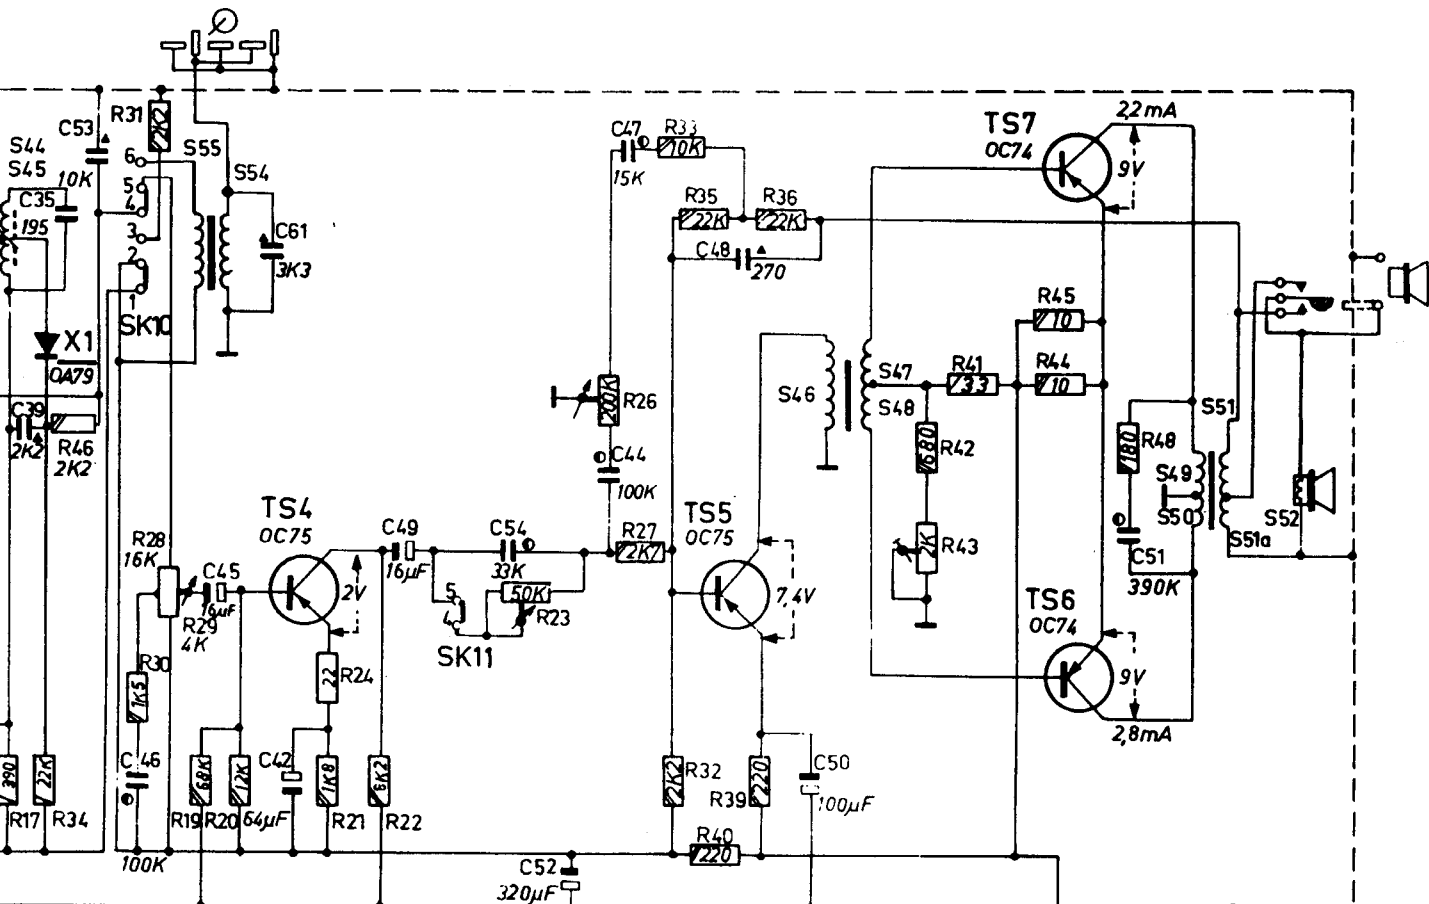 R31
2K2
C53
10K
S44
S45
C35
195
6
5
4
3
2
1
SK10
S55
S54
C61
3K3
X1
OA79
C39
2K2
R46
2K2
R28
16K
C45
16µF
R29
4K
R30
1K5
C46
100K
390
R17
22K
R34
TS4
OC75
2V
R24
22
68K
R19
12K
R20
C42
64µF
1K8
R21
6K2
R22
C49
16µF
C54
33K
50K
R23
5
4
SK11
C47
15K
R33
10K
R35
22K
R36
22K
C48
270
200K
R26
C44
100K
R27
2K7
TS5
OC75
7,4V
2K2
R32
R39
220
C50
100µF
R40
220
C52
320µF
S46
S47
S48
R41
33
R45
10
R44
10
680
R42
2K
R43
TS7
OC74
2,2mA
9V
TS6
OC74
9V
2,8mA
180
R48
C51
390K
S49
S50
S51
S51a
S52